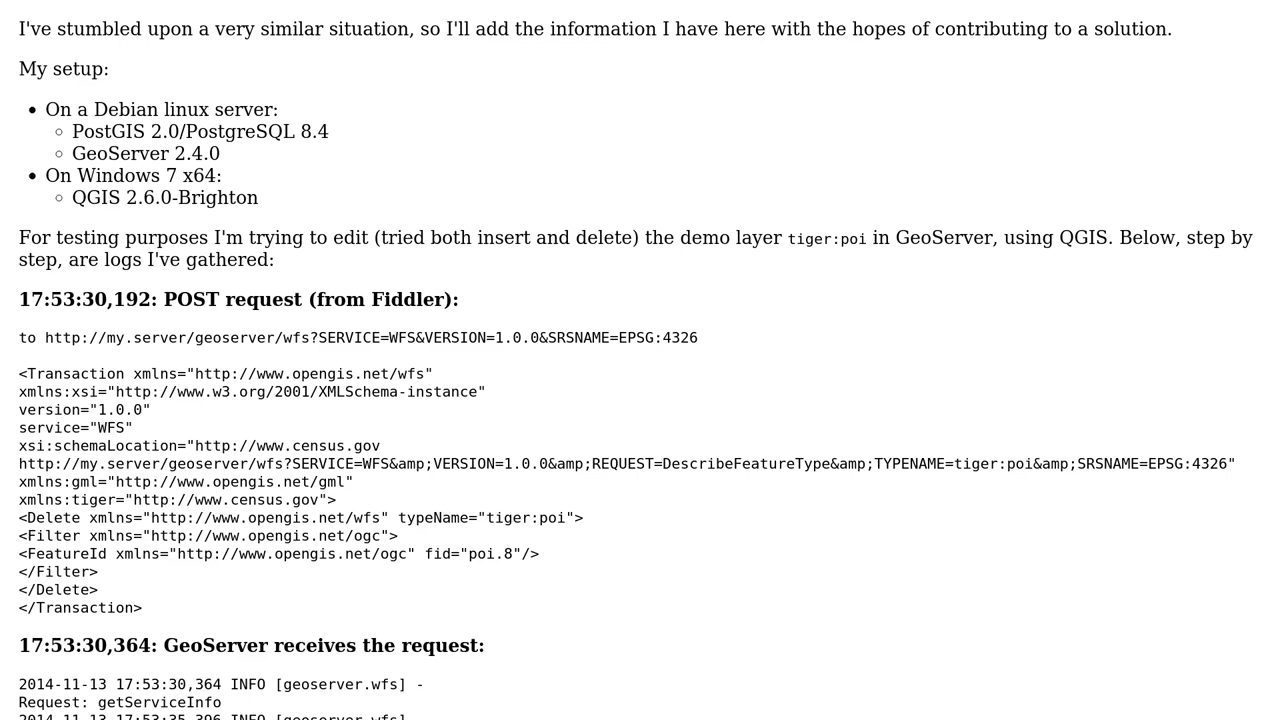 I've stumbled upon a very similar situation, so I'll add the information I have here with the hopes of contributing to a solution.
My setup:
On a Debian linux server:
PostGIS 2.0/PostgreSQL 8.4
GeoServer 2.4.0
On Windows 7 x64:
QGIS 2.6.0-Brighton
For testing purposes I'm trying to edit (tried both insert and delete) the demo layer tiger:poi in GeoServer, using QGIS. Below, step by
step, are logs I've gathered:
17:53:30,192: POST request (from Fiddler):
to http://my.server/geoserver/wfs?SERVICE=WFS&VERSION=1.0.0&SRSNAME=EPSG:4326
<Transaction xmlns="http://www.opengis.net/wfs"
xmlns:xsi="http://www.w3.org/2001/XMLSchema-instance"
version="1.0.0"
service="WFS"
xsi:schemaLocation="http://www.census.gov
http://my.server/geoserver/wfs?SERVICE=WFS&amp;VERSION=1.0.0&amp;REQUEST=DescribeFeatureType&amp;TYPENAME=tiger:poi&amp;SRSNAME=EPSG:4326"
xmlns:gml="http://www.opengis.net/gml"
xmlns:tiger="http://www.census.gov">
<Delete xmlns="http://www.opengis.net/wfs" typeName="tiger:poi">
<Filter xmlns="http://www.opengis.net/ogc">
<FeatureId xmlns="http://www.opengis.net/ogc" fid="poi.8"/>
</Filter>
</Delete>
</Transaction>
17:53:30,364: GeoServer receives the request:
2014-11-13 17:53:30,364 INFO [geoserver.wfs] -
Request: getServiceInfo
2014-11-13 17:53:35,396 INFO [geoserver.wfs] -